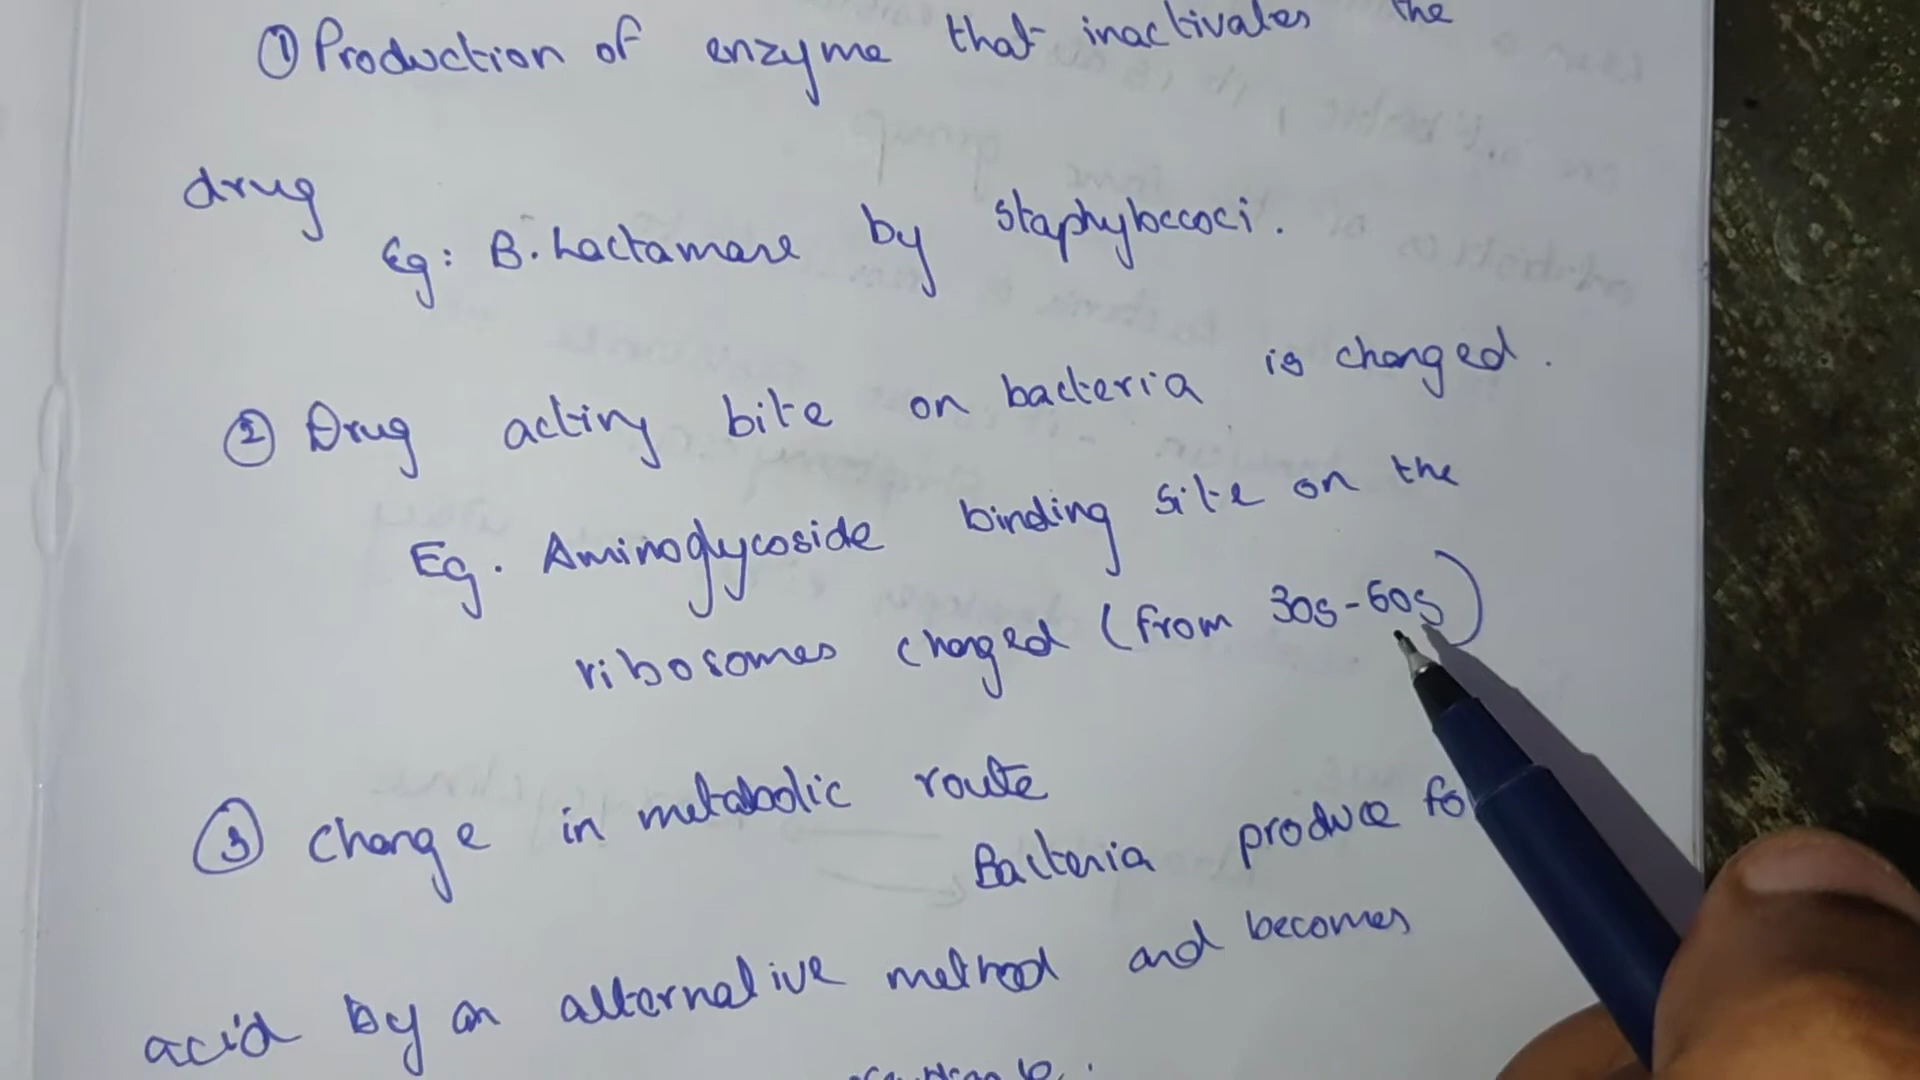 ① Production of enzyme that inactivates the
drug
Eg: B. Lactamase by staphyloccoci.
② Drug acting bite on bacteria is changed.
Eg. Aminoglycoside binding site on the
ribosomes changed (from 30s-60s)
③ Change in metabolic route
Bacteria produce fo
acid by an alternative method and becomes